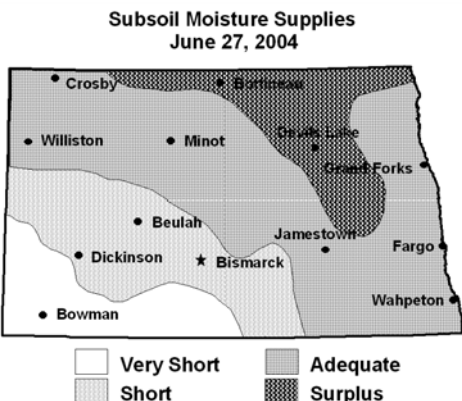 Subsoil Moisture Supplies
June 27, 2004
Crosby
Bottineau
Williston
Minot
Devils Lake
Grand Forks
Beulah
Jamestown
Dickinson
Bismarck
Fargo
Bowman
Wahpeton
Very Short
Adequate
Short
Surplus